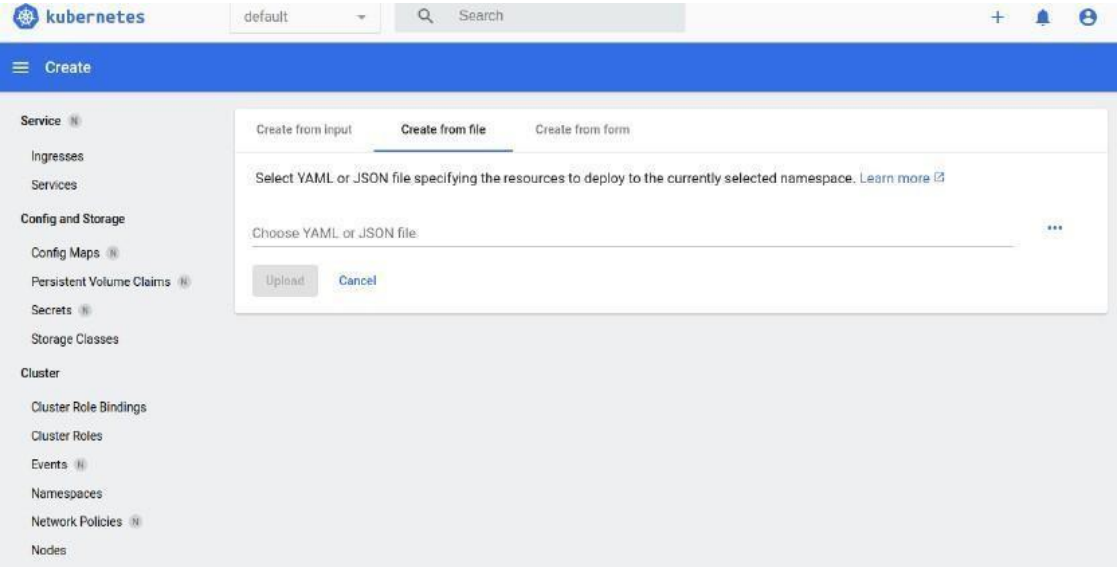 kubernetes default Search
Create
Service N
Ingresses
Services
Config and Storage
Config Maps N
Persistent Volume Claims N
Secrets N
Storage Classes
Cluster
Cluster Role Bindings
Cluster Roles
Events N
Namespaces
Network Policies N
Nodes
Create from input Create from file Create from form
Select YAML or JSON file specifying the resources to deploy to the currently selected namespace. Learn more
Choose YAML or JSON file
Upload Cancel